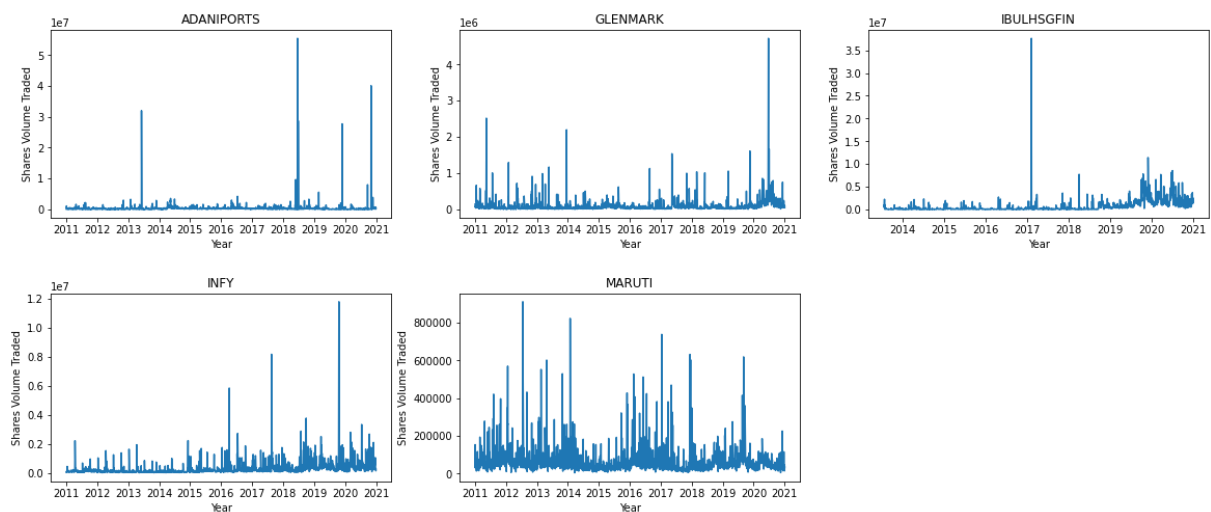 ADANIPORTS
1e7
Shares Volume Traded
5
4
3
2
1
0
2011 2012 2013 2014 2015 2016 2017 2018 2019 2020 2021
Year
GLENMARK
1e6
Shares Volume Traded
4
3
2
1
0
2011 2012 2013 2014 2015 2016 2017 2018 2019 2020 2021
Year
IBULHSGFIN
1e7
Shares Volume Traded
3.5
3.0
2.5
2.0
1.5
1.0
0.5
0.0
2014 2015 2016 2017 2018 2019 2020 2021
Year
INFY
1e7
Shares Volume Traded
1.2
1.0
0.8
0.6
0.4
0.2
0.0
2011 2012 2013 2014 2015 2016 2017 2018 2019 2020 2021
Year
MARUTI
Shares Volume Traded
800000
600000
400000
200000
0
2011 2012 2013 2014 2015 2016 2017 2018 2019 2020 2021
Year